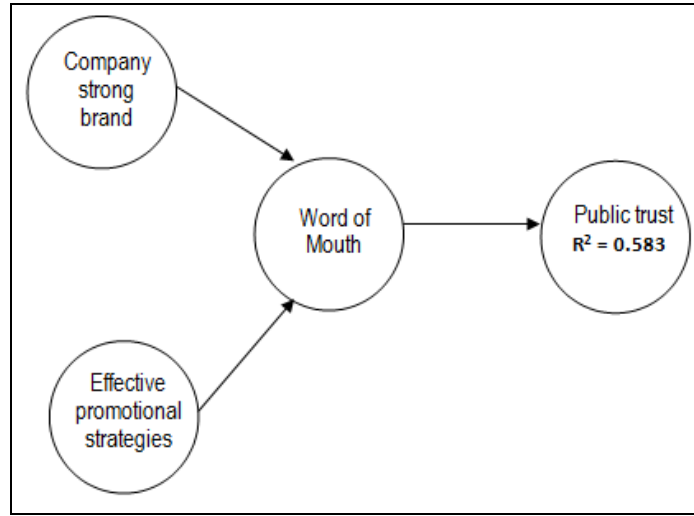 Company
strong
brand
Word of
Mouth
Public trust
R² = 0.583
Effective
promotional
strategies